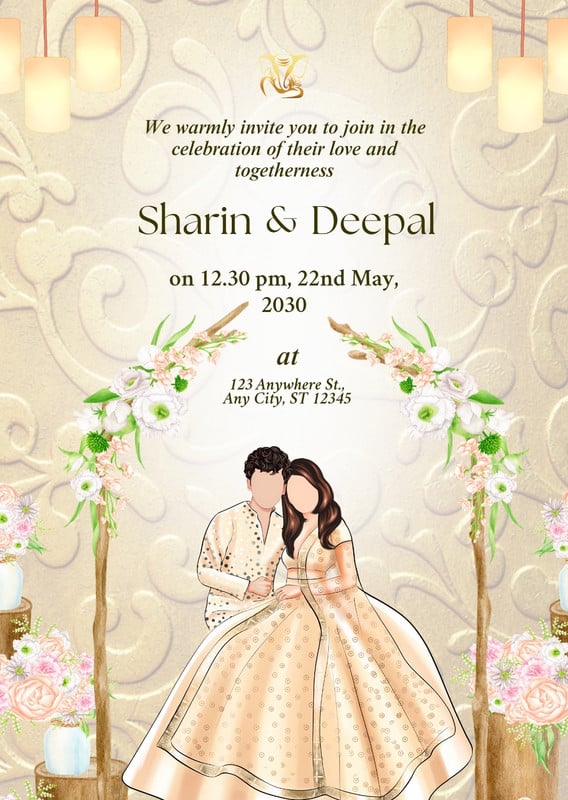 We warmly invite you to join in the
celebration of their love and
togetherness
Sharin & Deepal
on 12.30 pm, 22nd May,
2030
at
123 Anywhere St.,
Any City, ST 12345